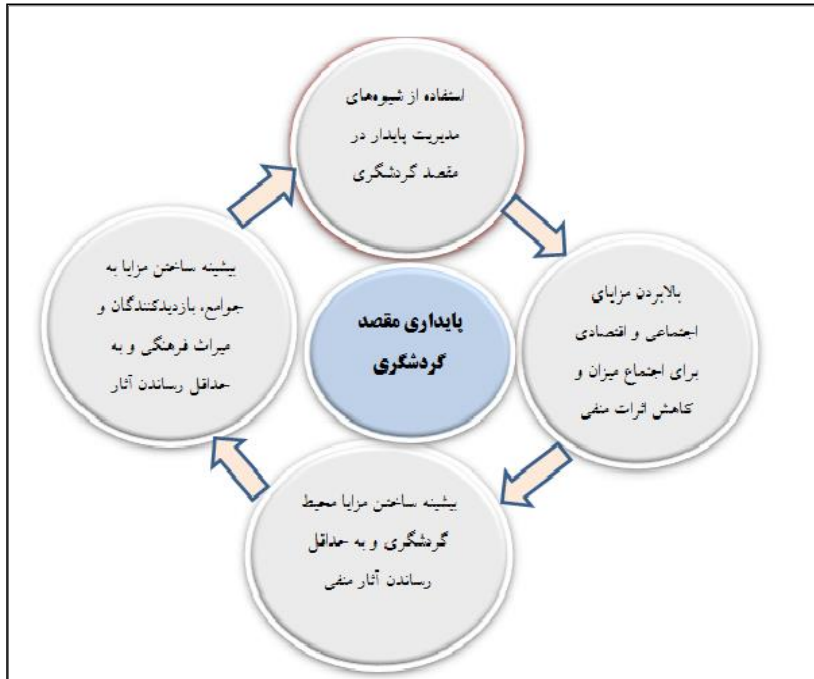 استفاده از شیوه‌های
مدیریت پایدار در
مقصد گردشگری
بالابردن مزایای
اجتماعی و اقتصادی
برای اجتماع میزان و
کاهش اثرات منفی
بیشینه ساختن مزایا محیط
گردشگری و به حداقل
رساندن آثار منفی
بیشینه ساختن مزایا به
جوامع، بازدیدکنندگان و
میراث فرهنگی و به
حداقل رساندن آثار
پایداری مقصد
گردشگری